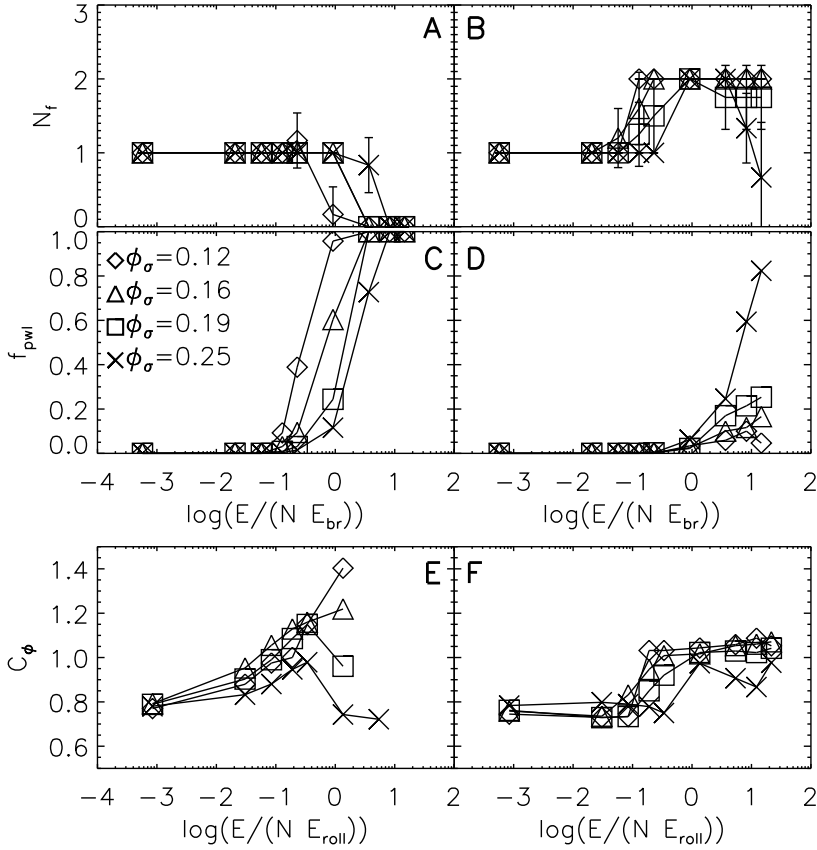 3
2
1
0
N_f
A
B
1.0
0.8
0.6
0.4
0.2
0.0
f_pwl
C
D
ϕ_σ=0.12
ϕ_σ=0.16
ϕ_σ=0.19
ϕ_σ=0.25
−4 −3 −2 −1 0 1 2
−3 −2 −1 0 1 2
log(E/(N E_br))
log(E/(N E_br))
1.4
1.2
1.0
0.8
0.6
C_ϕ
E
F
−4 −3 −2 −1 0 1 2
−3 −2 −1 0 1 2
log(E/(N E_roll))
log(E/(N E_roll))